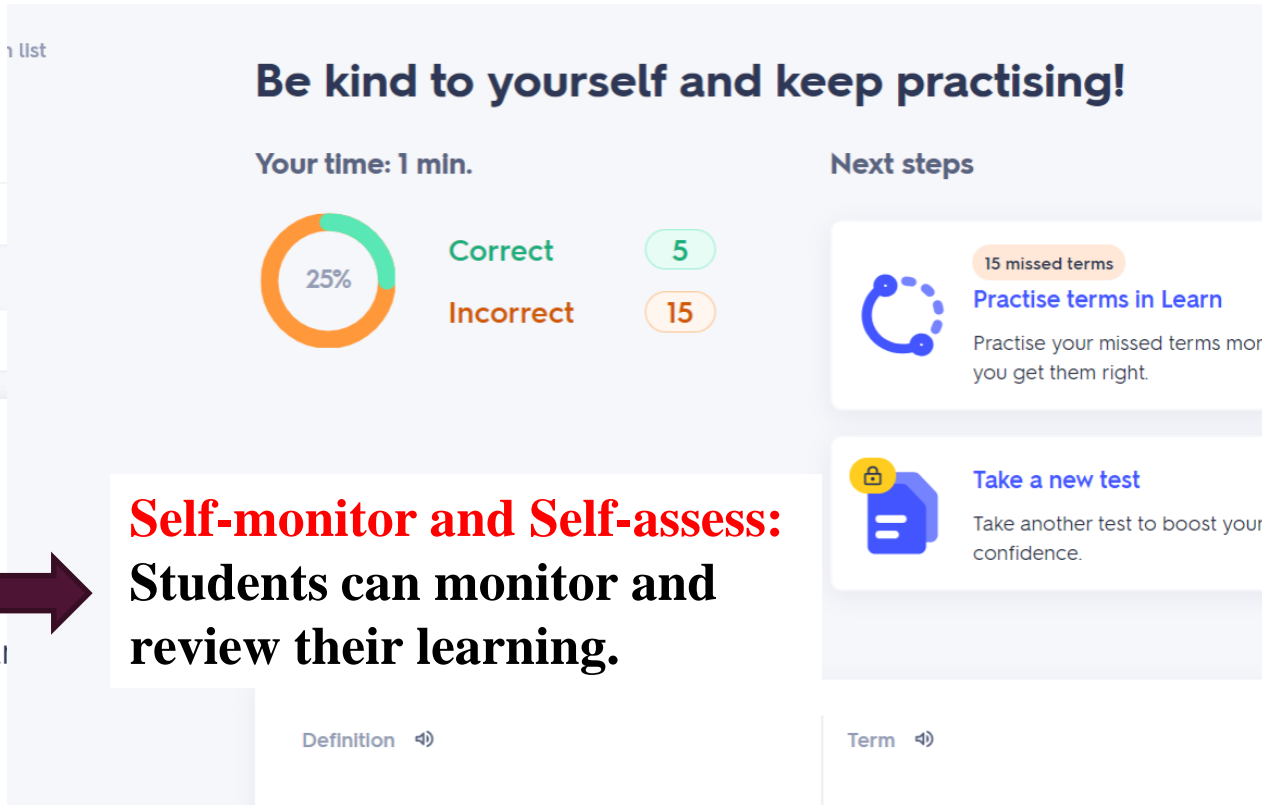 list
Be kind to yourself and keep practising!
Your time: 1 min.
Next steps
25%
Correct 5
Incorrect 15
15 missed terms
Practise terms in Learn
Practise your missed terms
you get them right.
Take a new test
Take another test to boost your
confidence.
Self-monitor and Self-assess:
Students can monitor and
review their learning.
Definition
Term